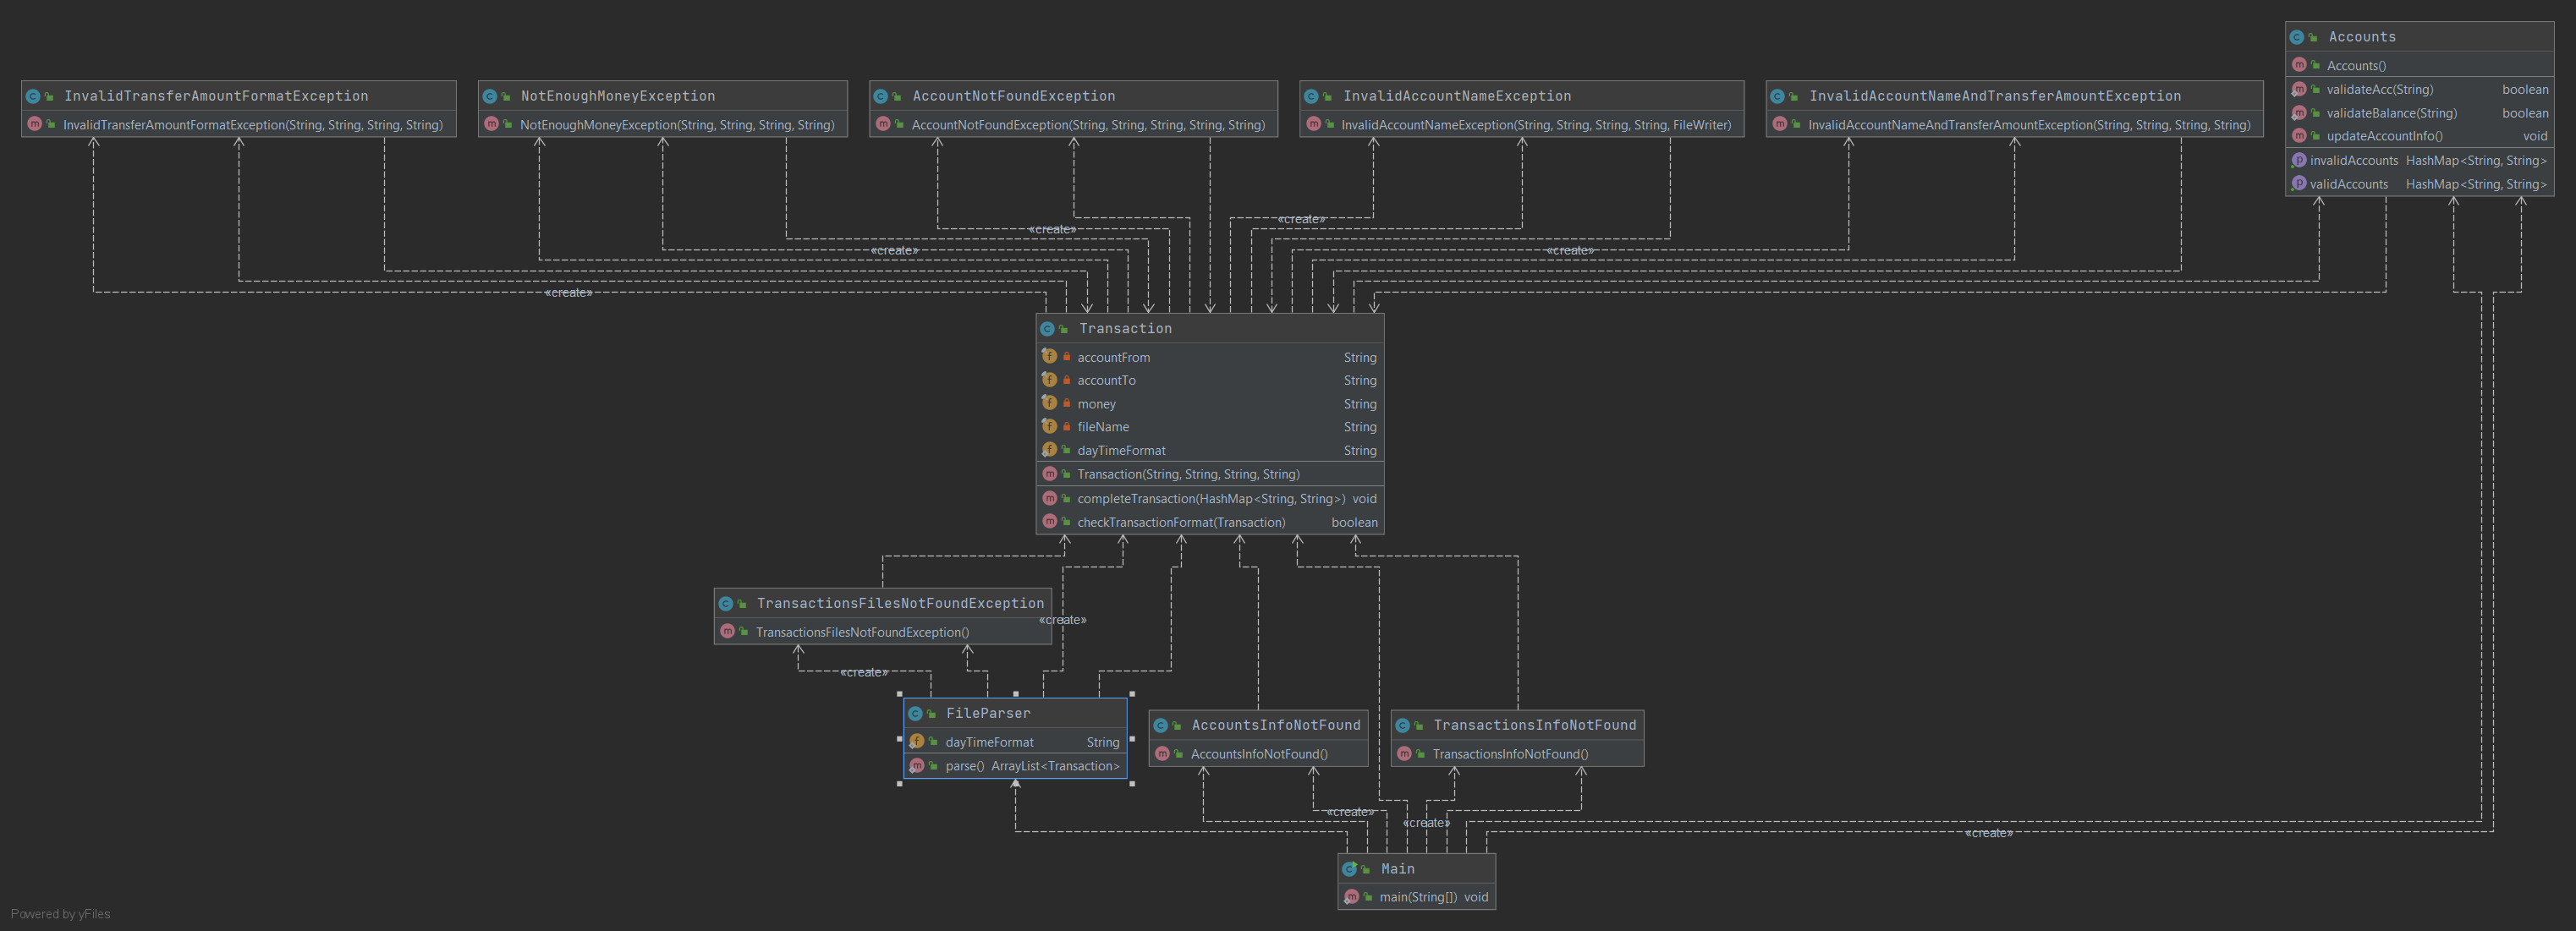 Accounts
Accounts()
validateAcc(String) boolean
validateBalance(String) boolean
updateAccountInfo() void
invalidAccounts HashMap<String, String>
validAccounts HashMap<String, String>
InvalidTransferAmountFormatException
InvalidTransferAmountFormatException(String, String, String, String)
NotEnoughMoneyException
NotEnoughMoneyException(String, String, String, String)
AccountNotFoundException
AccountNotFoundException(String, String, String, String, String)
InvalidAccountNameException
InvalidAccountNameException(String, String, String, String, FileWriter)
InvalidAccountNameAndTransferAmountException
InvalidAccountNameAndTransferAmountException(String, String, String, String)
«create»
«create»
«create»
«create»
«create»
Transaction
accountFrom String
accountTo String
money String
fileName String
dayTimeFormat String
Transaction(String, String, String, String)
completeTransaction(HashMap<String, String>) void
checkTransactionFormat(Transaction) boolean
TransactionsFilesNotFoundException
TransactionsFilesNotFoundException()
«create»
«create»
FileParser
dayTimeFormat String
parse() ArrayList<Transaction>
AccountsInfoNotFound
AccountsInfoNotFound()
TransactionsInfoNotFound
TransactionsInfoNotFound()
«create»
«create»
«create»
Main
main(String[]) void
Powered by yFiles